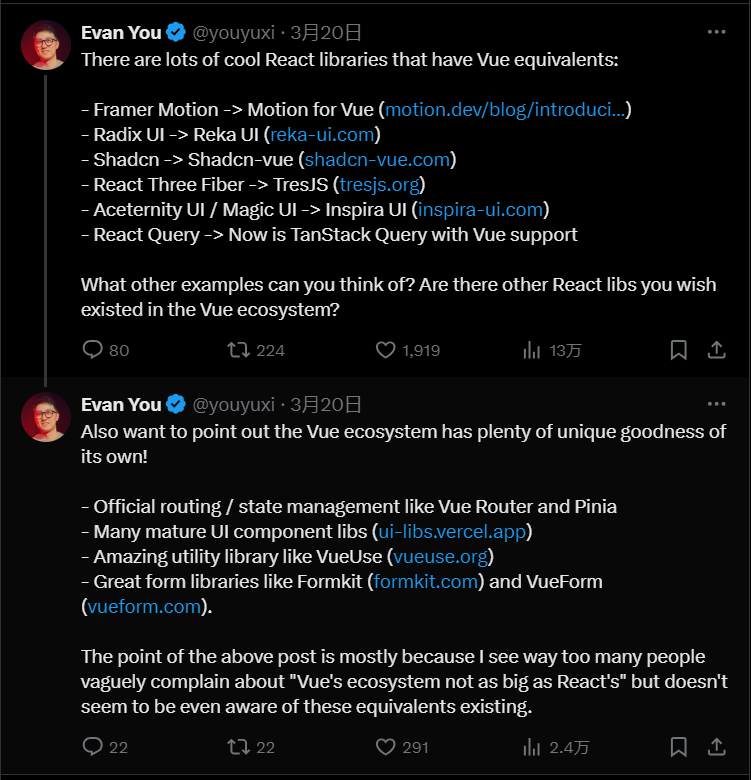 Evan You @youyuxi · 3月20日
There are lots of cool React libraries that have Vue equivalents:
- Framer Motion -> Motion for Vue (motion.dev/blog/introduci...)
- Radix UI -> Reka UI (reka-ui.com)
- Shadcn -> Shadcn-vue (shadcn-vue.com)
- React Three Fiber -> TresJS (tresjs.org)
- Aceternity UI / Magic UI -> Inspira UI (inspira-ui.com)
- React Query -> Now is TanStack Query with Vue support
What other examples can you think of? Are there other React libs you wish
existed in the Vue ecosystem?
80 224 1,919 13万
Evan You @youyuxi · 3月20日
Also want to point out the Vue ecosystem has plenty of unique goodness of
its own!
- Official routing / state management like Vue Router and Pinia
- Many mature UI component libs (ui-libs.vercel.app)
- Amazing utility library like VueUse (vueuse.org)
- Great form libraries like Formkit (formkit.com) and VueForm
(vueform.com).
The point of the above post is mostly because I see way too many people
vaguely complain about "Vue's ecosystem not as big as React's" but doesn't
seem to be even aware of these equivalents existing.
22 22 291 2.4万